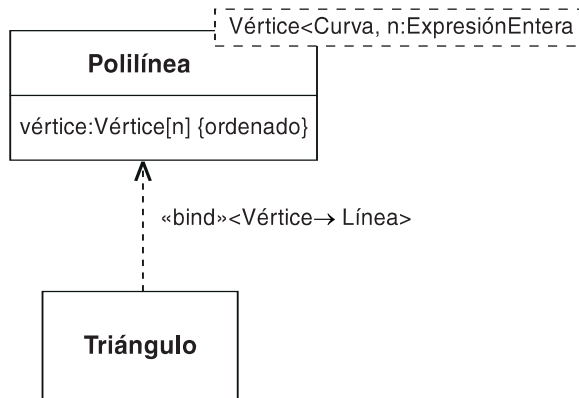 Vértice<Curva, n:ExpresiónEntera
Polilínea
vértice:Vértice[n] {ordenado}
«bind»<Vértice→ Línea>
Triángulo